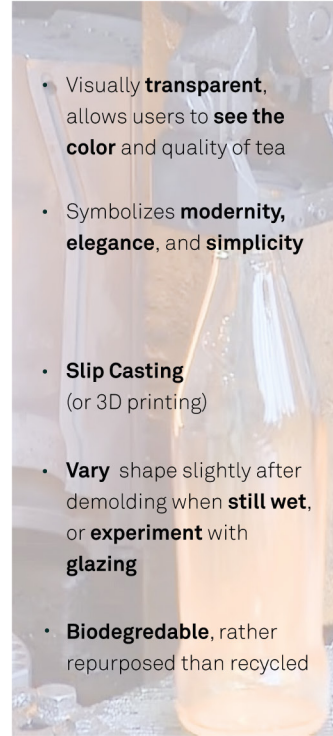 • Visually transparent,
allows users to see the
color and quality of tea
• Symbolizes modernity,
elegance, and simplicity
• Slip Casting
(or 3D printing)
• Vary shape slightly after
demolding when still wet,
or experiment with
glazing
• Biodegredable, rather
repurposed than recycled